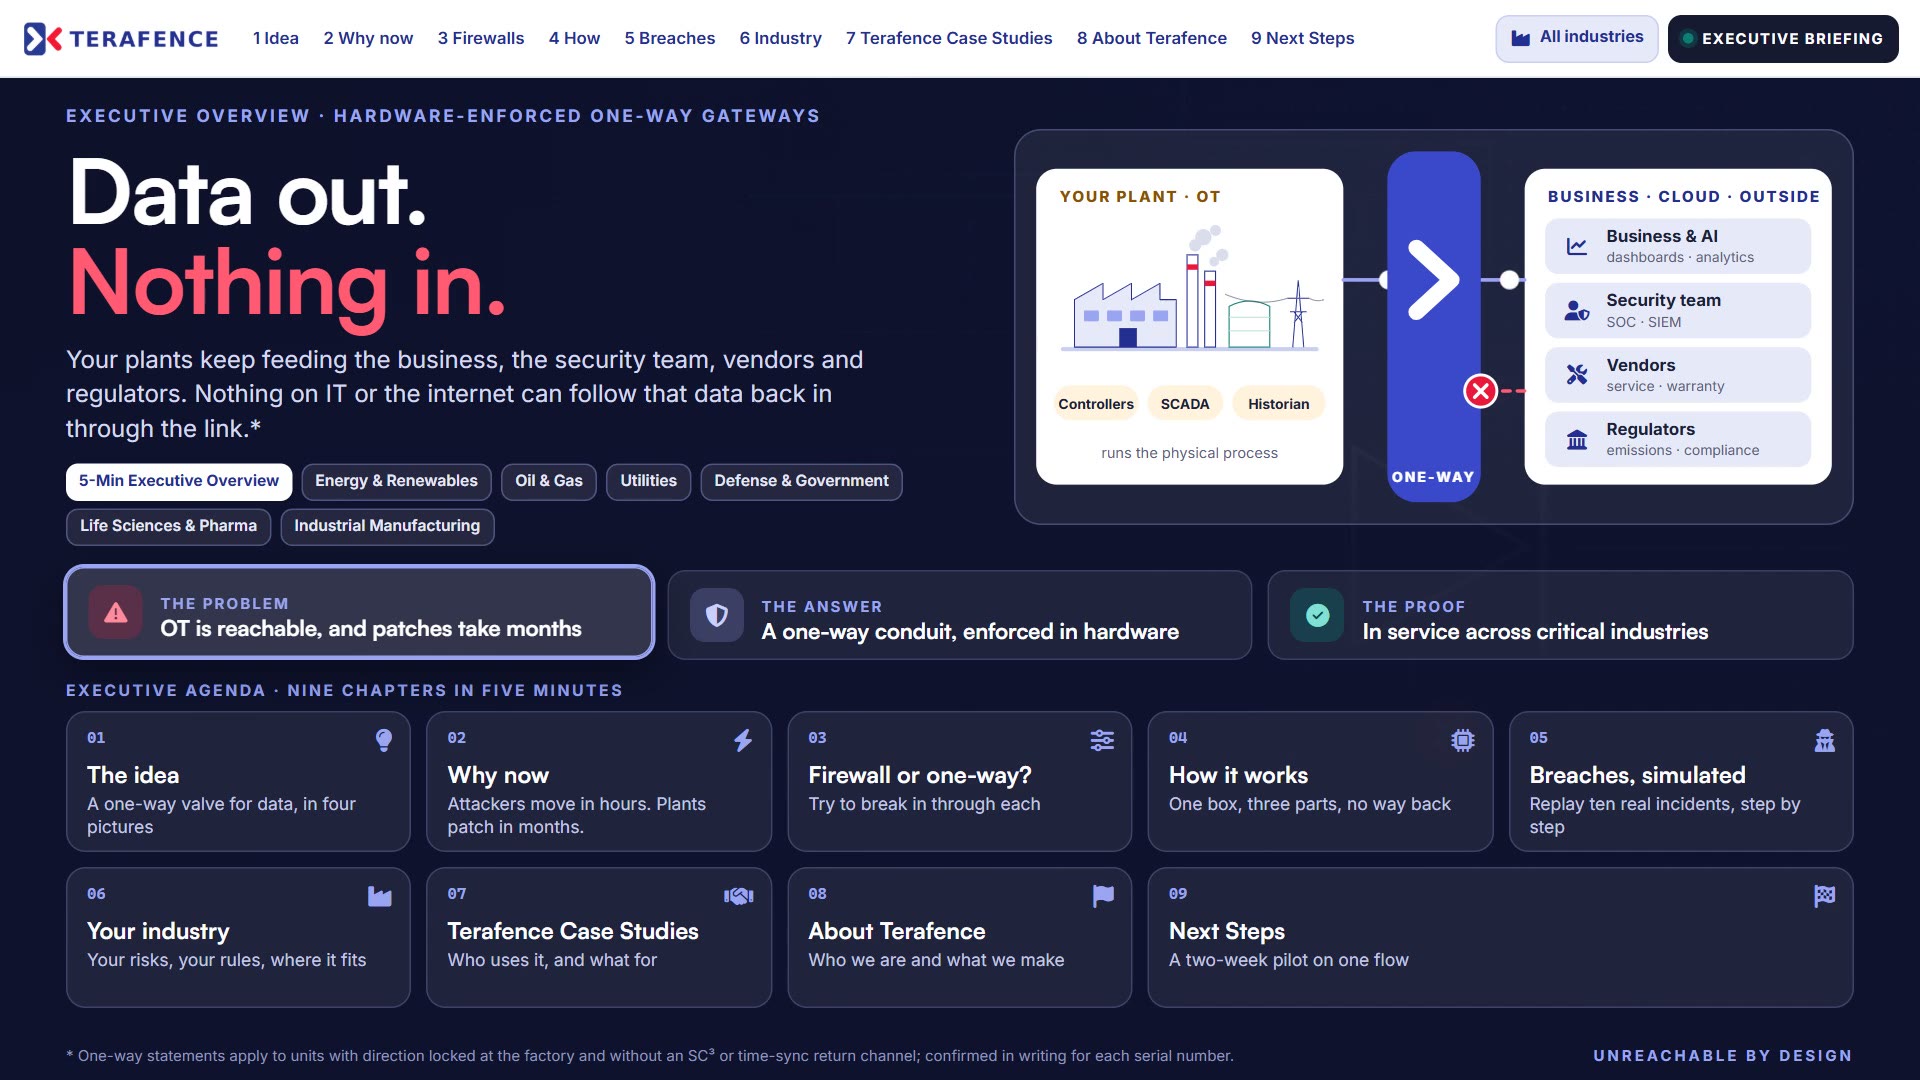 TERAFENCE
1 Idea
2 Why now
3 Firewalls
4 How
5 Breaches
6 Industry
7 Terafence Case Studies
8 About Terafence
9 Next Steps
All industries
EXECUTIVE BRIEFING
EXECUTIVE OVERVIEW · HARDWARE-ENFORCED ONE-WAY GATEWAYS
Data out.
Nothing in.
Your plants keep feeding the business, the security team, vendors and
regulators. Nothing on IT or the internet can follow that data back in
through the link.*
5-Min Executive Overview
Energy & Renewables
Oil & Gas
Utilities
Defense & Government
Life Sciences & Pharma
Industrial Manufacturing
YOUR PLANT · OT
Controllers
SCADA
Historian
runs the physical process
ONE-WAY
BUSINESS · CLOUD · OUTSIDE
Business & AI
dashboards · analytics
Security team
SOC · SIEM
Vendors
service · warranty
Regulators
emissions · compliance
THE PROBLEM
OT is reachable, and patches take months
THE ANSWER
A one-way conduit, enforced in hardware
THE PROOF
In service across critical industries
EXECUTIVE AGENDA · NINE CHAPTERS IN FIVE MINUTES
01
The idea
A one-way valve for data, in four
pictures
02
Why now
Attackers move in hours. Plants
patch in months.
03
Firewall or one-way?
Try to break in through each
04
How it works
One box, three parts, no way back
05
Breaches, simulated
Replay ten real incidents, step by
step
06
Your industry
Your risks, your rules, where it fits
07
Terafence Case Studies
Who uses it, and what for
08
About Terafence
Who we are and what we make
09
Next Steps
A two-week pilot on one flow
* One-way statements apply to units with direction locked at the factory and without an SC³ or time-sync return channel; confirmed in writing for each serial number.
UNREACHABLE BY DESIGN